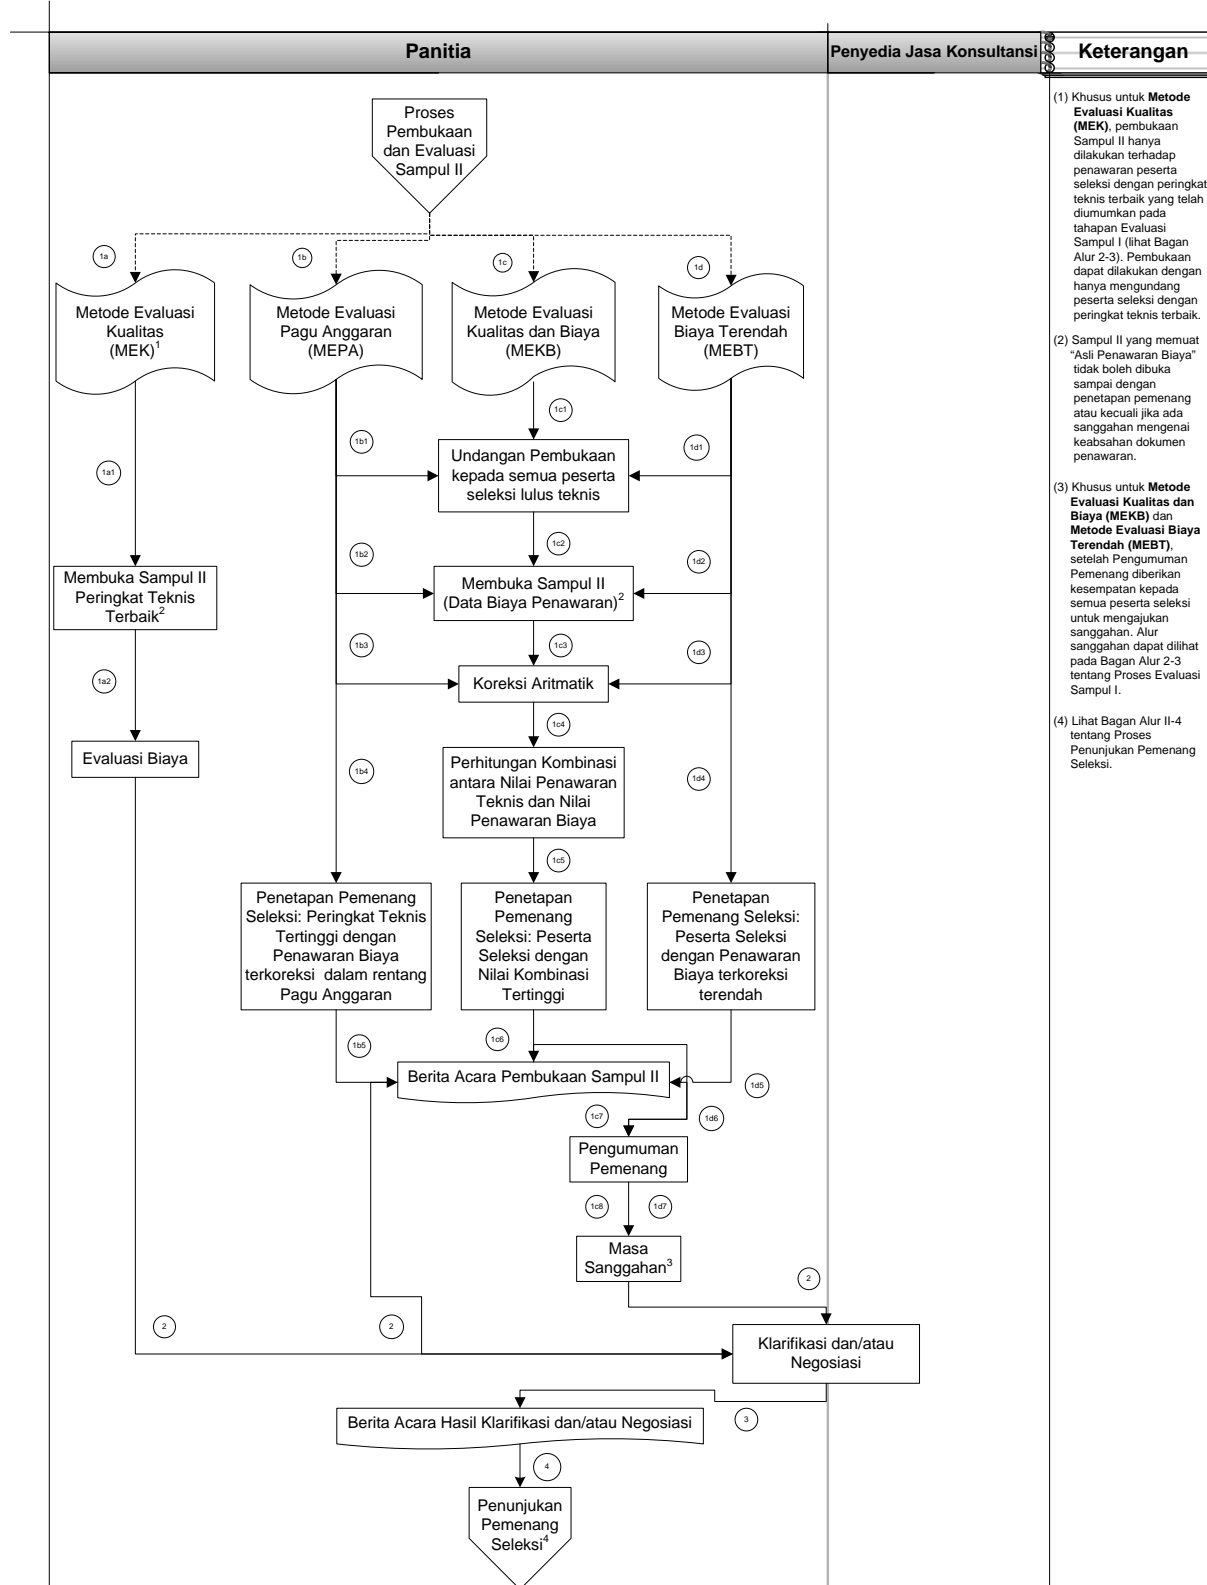 Panitia
Penyedia Jasa Konsultansi
Keterangan
Proses
Pembukaan
dan Evaluasi
Sampul II
1a
1b
1c
1d
Metode Evaluasi
Kualitas
(MEK)1
Metode Evaluasi
Pagu Anggaran
(MEPA)
Metode Evaluasi
Kualitas dan Biaya
(MEKB)
Metode Evaluasi
Biaya Terendah
(MEBT)
1c1
1b1
1d1
1a1
Undangan Pembukaan
kepada semua peserta
seleksi lulus teknis
1b2
1c2
1d2
Membuka Sampul II
Peringkat Teknis
Terbaik2
Membuka Sampul II
(Data Biaya Penawaran)2
1b3
1c3
1d3
1a2
Koreksi Aritmatik
1c4
Evaluasi Biaya
1b4
1d4
Perhitungan Kombinasi
antara Nilai Penawaran
Teknis dan Nilai
Penawaran Biaya
1c5
Penetapan Pemenang
Seleksi: Peringkat Teknis
Tertinggi dengan
Penawaran Biaya
terkoreksi dalam rentang
Pagu Anggaran
Penetapan
Pemenang
Seleksi: Peserta
Seleksi dengan
Nilai Kombinasi
Tertinggi
Penetapan
Pemenang Seleksi:
Peserta Seleksi
dengan Penawaran
Biaya terkoreksi
terendah
1b5
1c6
1d5
Berita Acara Pembukaan Sampul II
1c7
1d6
Pengumuman
Pemenang
1c8
1d7
Masa
Sanggahan3
2
2
2
Klarifikasi dan/atau
Negosiasi
3
Berita Acara Hasil Klarifikasi dan/atau Negosiasi
4
Penunjukan
Pemenang
Seleksi4
(1) Khusus untuk Metode
Evaluasi Kualitas
(MEK), pembukaan
Sampul II hanya
dilakukan terhadap
penawaran peserta
seleksi dengan peringkat
teknis terbaik yang telah
diumumkan pada
tahapan Evaluasi
Sampul I (lihat Bagan
Alur 2-3). Pembukaan
dapat dilakukan dengan
hanya mengundang
peserta seleksi dengan
peringkat teknis terbaik.
(2) Sampul II yang memuat
“Asli Penawaran Biaya”
tidak boleh dibuka
sampai dengan
penetapan pemenang
atau kecuali jika ada
sanggahan mengenai
keabsahan dokumen
penawaran.
(3) Khusus untuk Metode
Evaluasi Kualitas dan
Biaya (MEKB) dan
Metode Evaluasi Biaya
Terendah (MEBT),
setelah Pengumuman
Pemenang diberikan
kesempatan kepada
semua peserta seleksi
untuk mengajukan
sanggahan. Alur
sanggahan dapat dilihat
pada Bagan Alur 2-3
tentang Proses Evaluasi
Sampul I.
(4) Lihat Bagan Alur II-4
tentang Proses
Penunjukan Pemenang
Seleksi.